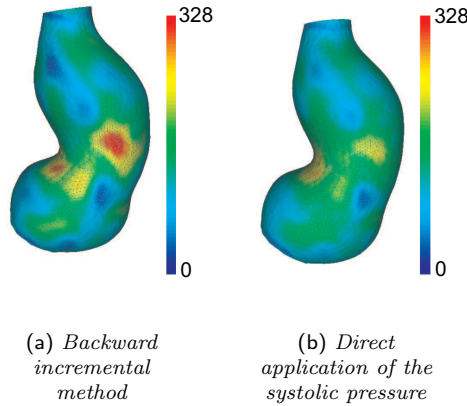 328
0
328
0
(a) Backward
incremental
method
(b) Direct
application of the
systolic pressure